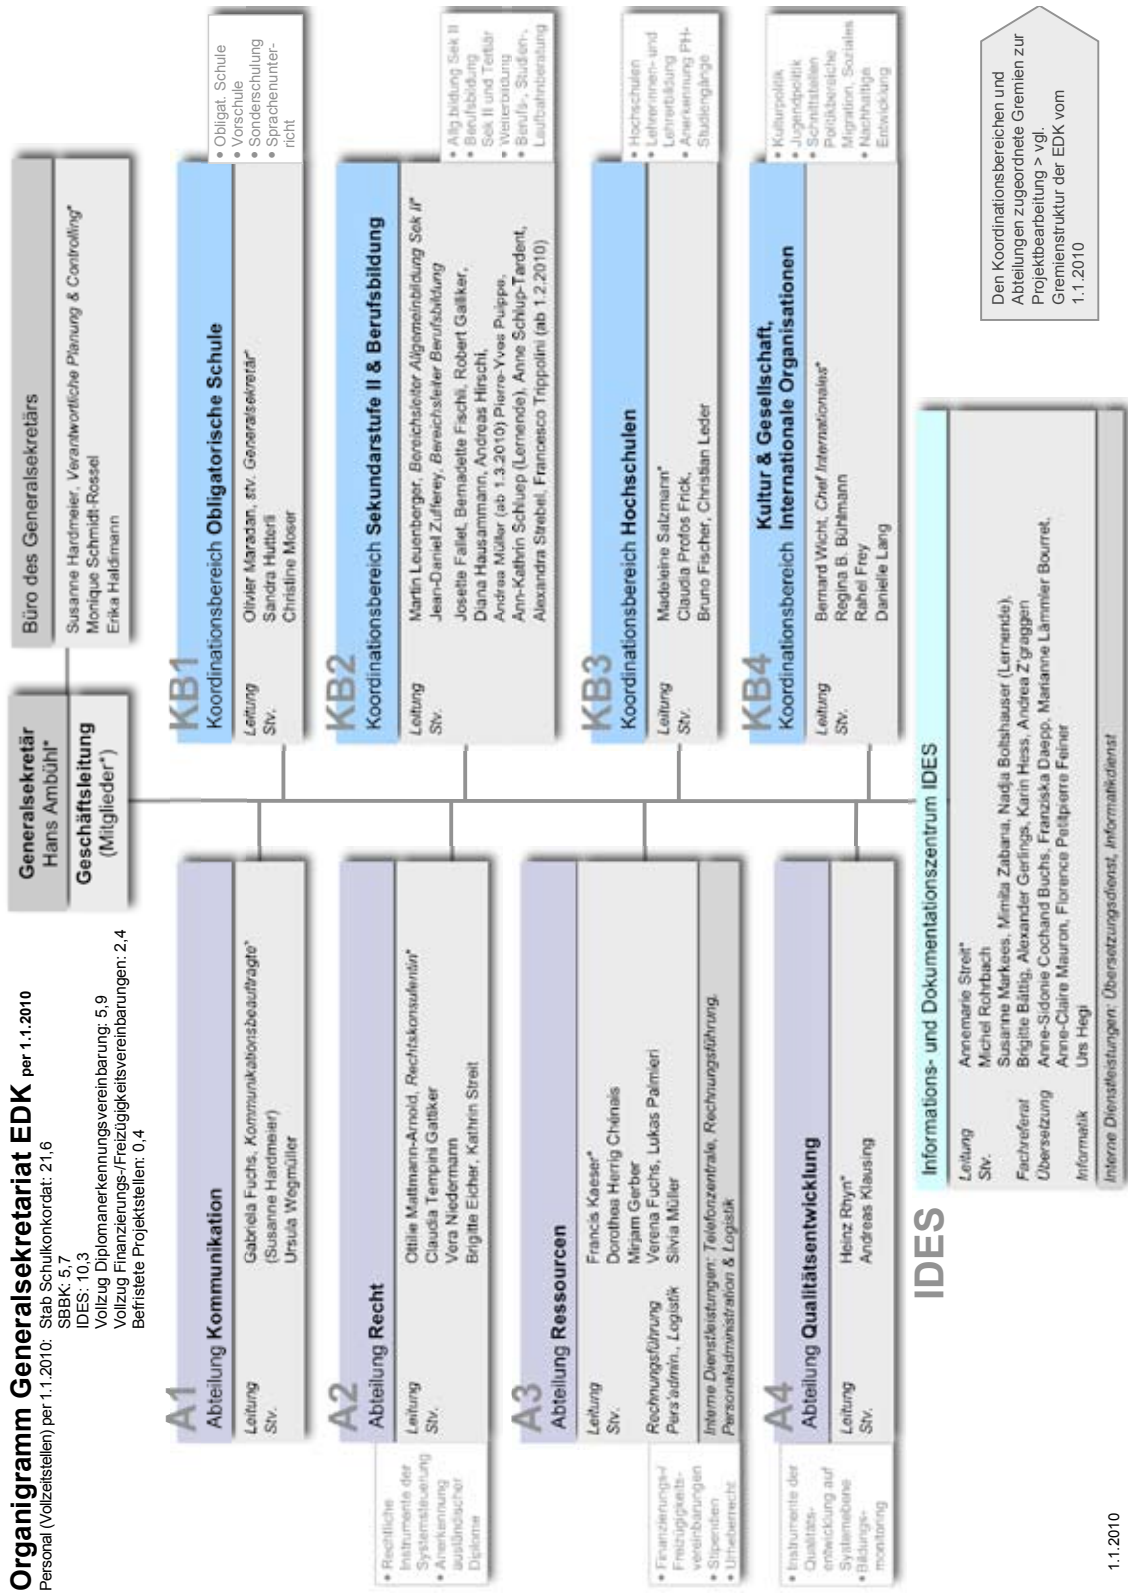 Organigramm Generalsekretariat EDK per 1.1.2010
Personal (Vollzeitstellen) per 1.1.2010: Stab Schulkonkordat: 21,6
SBBK: 5,7
IDES: 10,3
Vollzug Diplomanerkennungsvereinbarung: 5,9
Vollzug Finanzierungs-/Freizügigkeitsvereinbarungen: 2,4
Befristete Projektstellen: 0,4
Generalsekretär
Hans Ambühl*
Geschäftsleitung
(Mitglieder*)
Büro des Generalsekretärs
Susanne Hardmeier, Verantwortliche Planung & Controlling*
Monique Schmidt-Rossel
Erika Haldimann
A1
Abteilung Kommunikation
Leitung Gabriela Fuchs, Kommunikationsbeauftragte*
Stv. (Susanne Hardmeier)
Ursula Wegmüller
A2
Abteilung Recht
Leitung Ottilie Mattmann-Arnold, Rechtskonsulentin*
Stv. Claudia Tempini Gattiker
Vera Niedermann
Brigitte Eicher, Kathrin Streit
• Rechtliche
Instrumente der
Systemsteuerung
• Anerkennung
ausländischer
Diplome
A3
Abteilung Ressourcen
Leitung Francis Kaeser*
Stv. Dorothea Herrig Chênais
Mirjam Gerber
Rechnungsführung Verena Fuchs, Lukas Palmieri
Pers'admin., Logistik Silvia Müller
Interne Dienstleistungen: Telefonzentrale, Rechnungsführung,
Personaladministration & Logistik
• Finanzierungs-/
Freizügigkeits-
vereinbarungen
• Stipendien
• Urheberrecht
A4
Abteilung Qualitätsentwicklung
Leitung Heinz Rhyn*
Stv. Andreas Klausing
• Instrumente der
Qualitäts-
entwicklung auf
Systemebene
• Bildungs-
monitoring
KB1
Koordinationsbereich Obligatorische Schule
Leitung Olivier Maradan, stv. Generalsekretär*
Stv. Sandra Hutterli
Christine Moser
• Obligat. Schule
• Vorschule
• Sonderschulung
• Sprachenunter-
richt
KB2
Koordinationsbereich Sekundarstufe II & Berufsbildung
Leitung Martin Leuenberger, Bereichsleiter Allgemeinbildung Sek II*
Stv. Jean-Daniel Zufferey, Bereichsleiter Berufsbildung
Josette Fallet, Bernadette Fischli, Robert Galliker,
Diana Hausammann, Andreas Hirschi,
Andrea Müller (ab 1.3.2010) Pierre-Yves Puippe,
Ann-Kathrin Schluep (Lernende), Anne Schlup-Tardent,
Alexandra Strebel, Francesco Trippolini (ab 1.2.2010)
• Allg.bildung Sek II
• Berufsbildung
Sek II und Tertiär
• Weiterbildung
• Berufs-, Studien-,
Laufbahnberatung
KB3
Koordinationsbereich Hochschulen
Leitung Madeleine Salzmann*
Stv. Claudia Profos Frick,
Bruno Fischer, Christian Leder
• Hochschulen
• Lehrerinnen- und
Lehrerbildung
• Anerkennung PH-
Studiengänge
KB4
Kultur & Gesellschaft,
Koordinationsbereich Internationale Organisationen
Leitung Bernard Wicht, Chef Internationales*
Stv. Regina B. Bühlmann
Rahel Frey
Danielle Lang
• Kulturpolitik
• Jugendpolitik
• Schnittstellen
Politikbereiche
Migration, Soziales
• Nachhaltige
Entwicklung
IDES
Informations- und Dokumentationszentrum IDES
Leitung Annemarie Streit*
Stv. Michel Rohrbach
Susanne Markees, Mimita Zabana, Nadja Boltshauser (Lernende),
Fachreferat Brigitte Bättig, Alexander Gerlings, Karin Hess, Andrea Z'graggen
Übersetzung Anne-Sidonie Cochand Buchs, Franziska Daepp, Marianne Lämmler Bourret,
Anne-Claire Mauron, Florence Petitpierre Feiner
Informatik Urs Hegi
Interne Dienstleistungen: Übersetzungsdienst, Informatikdienst
Den Koordinationsbereichen und
Abteilungen zugeordnete Gremien zur
Projektbearbeitung > vgl.
Gremienstruktur der EDK vom
1.1.2010
1.1.2010